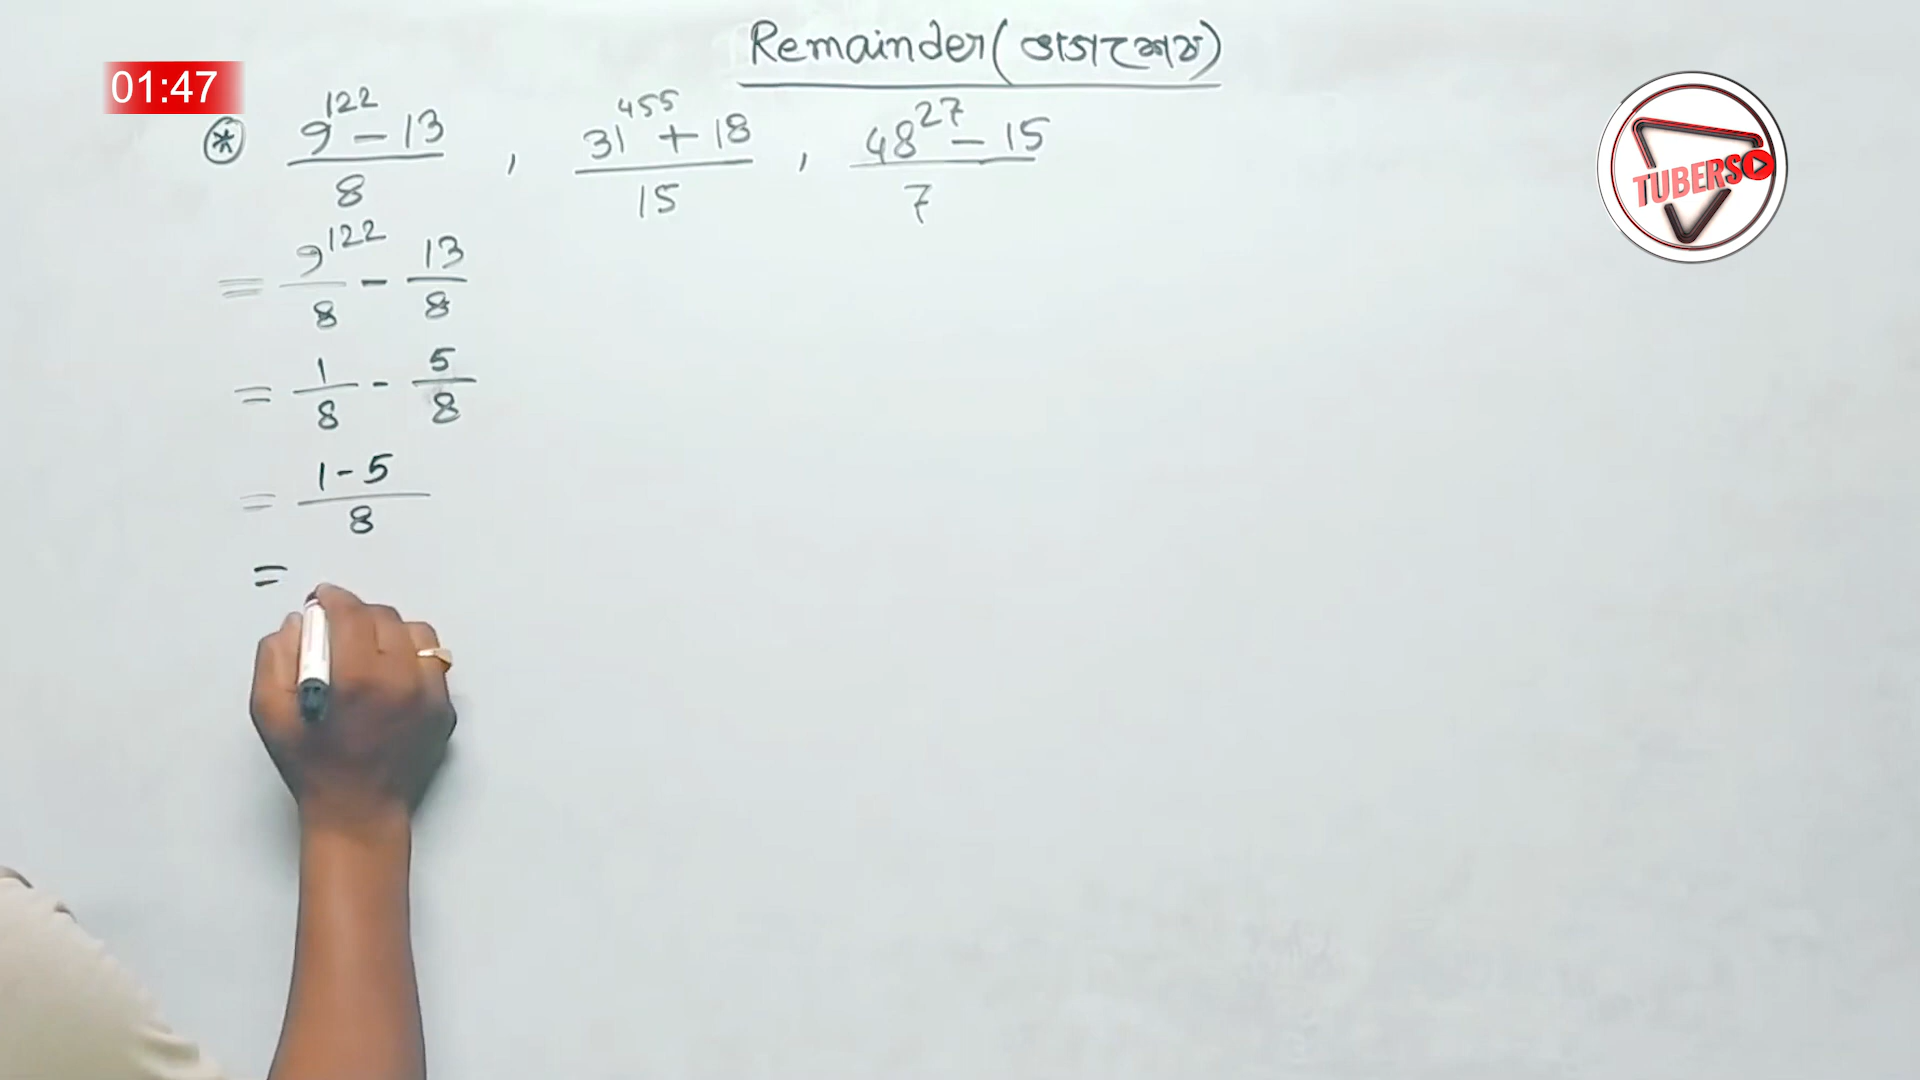 Remainder (ভাগশেষ)
01:47
* (9^122 - 13)/8 , (31^455 + 18)/15 , (48^27 - 15)/7
= 9^122/8 - 13/8
= 1/8 - 5/8
= (1 - 5)/8
=
TUBERS